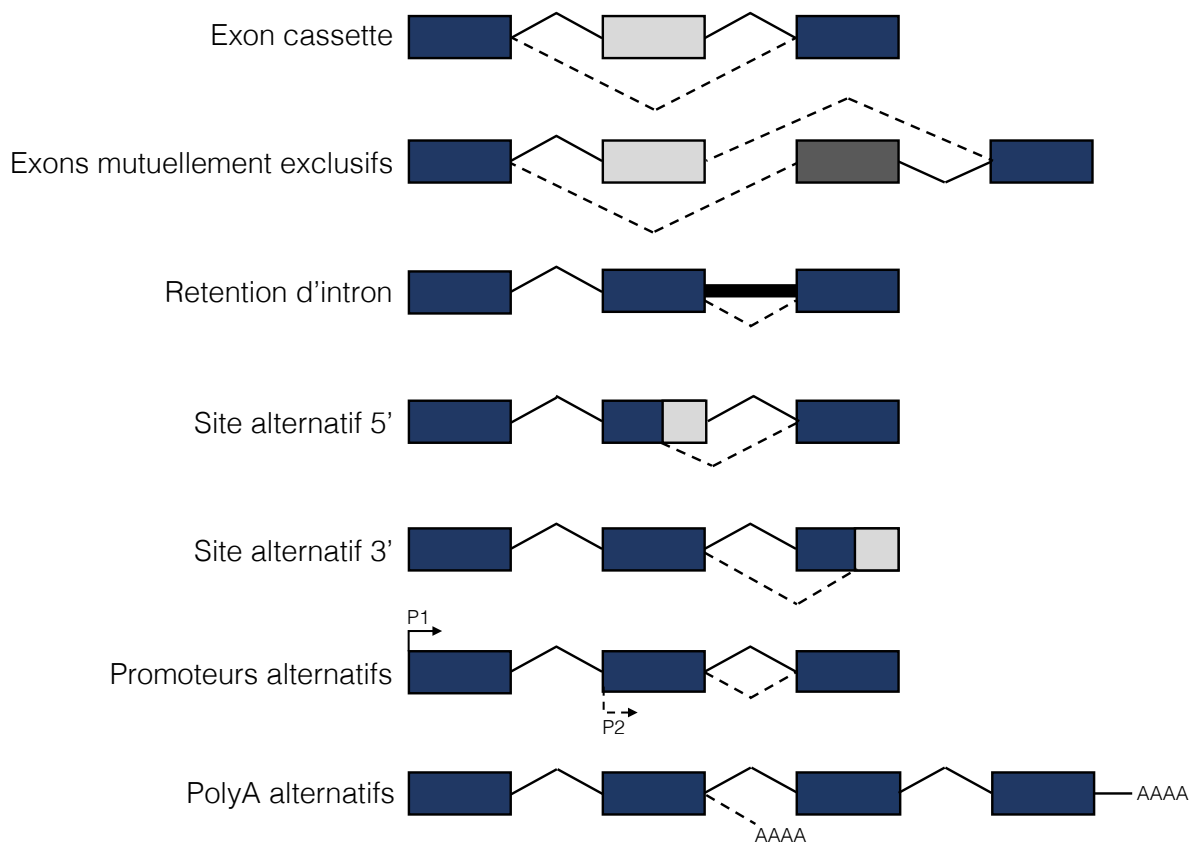 Exon cassette
Exons mutuellement exclusifs
Retention d'intron
Site alternatif 5'
Site alternatif 3'
P1
Promoteurs alternatifs
P2
PolyA alternatifs
AAAA
AAAA